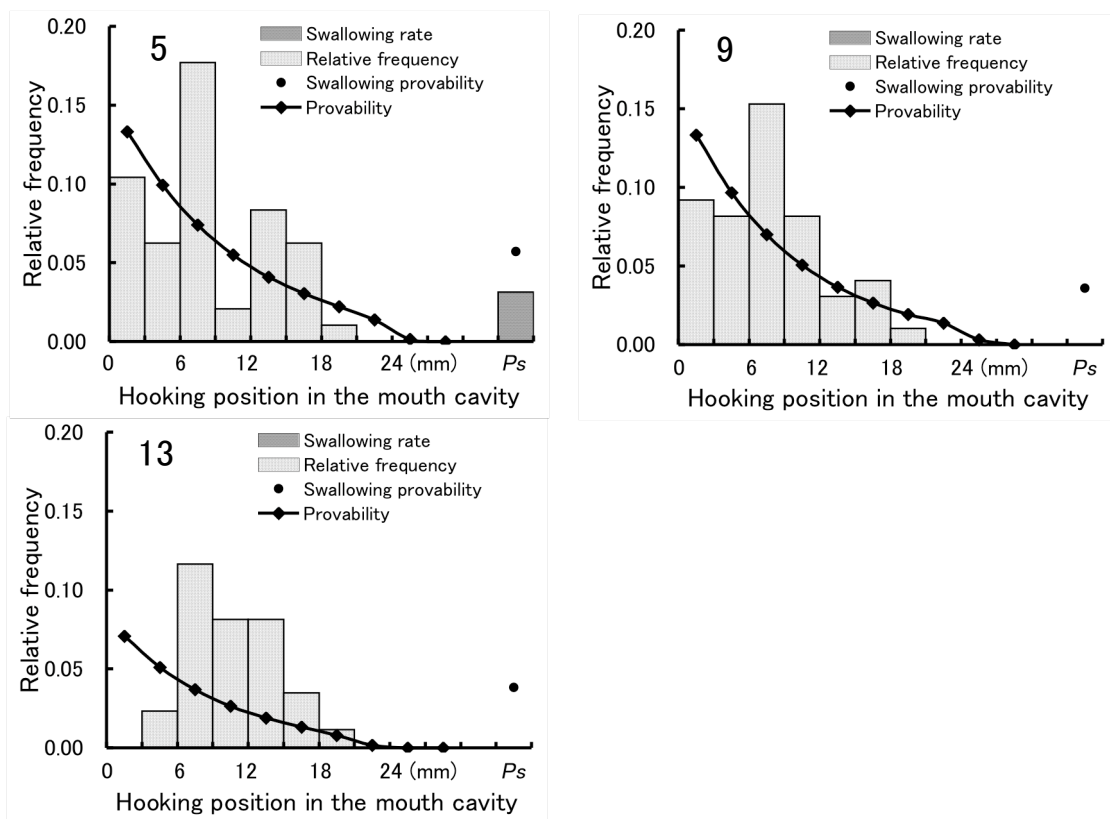 0.20
0.15
0.10
0.05
0.00
Relative frequency
5
Swallowing rate
Relative frequency
Swallowing provability
Provability
0 6 12 18 24 (mm) Ps
Hooking position in the mouth cavity
0.20
0.15
0.10
0.05
0.00
Relative frequency
9
Swallowing rate
Relative frequency
Swallowing provability
Provability
0 6 12 18 24 (mm) Ps
Hooking position in the mouth cavity
0.20
0.15
0.10
0.05
0.00
Relative frequency
13
Swallowing rate
Relative frequency
Swallowing provability
Provability
0 6 12 18 24 (mm) Ps
Hooking position in the mouth cavity